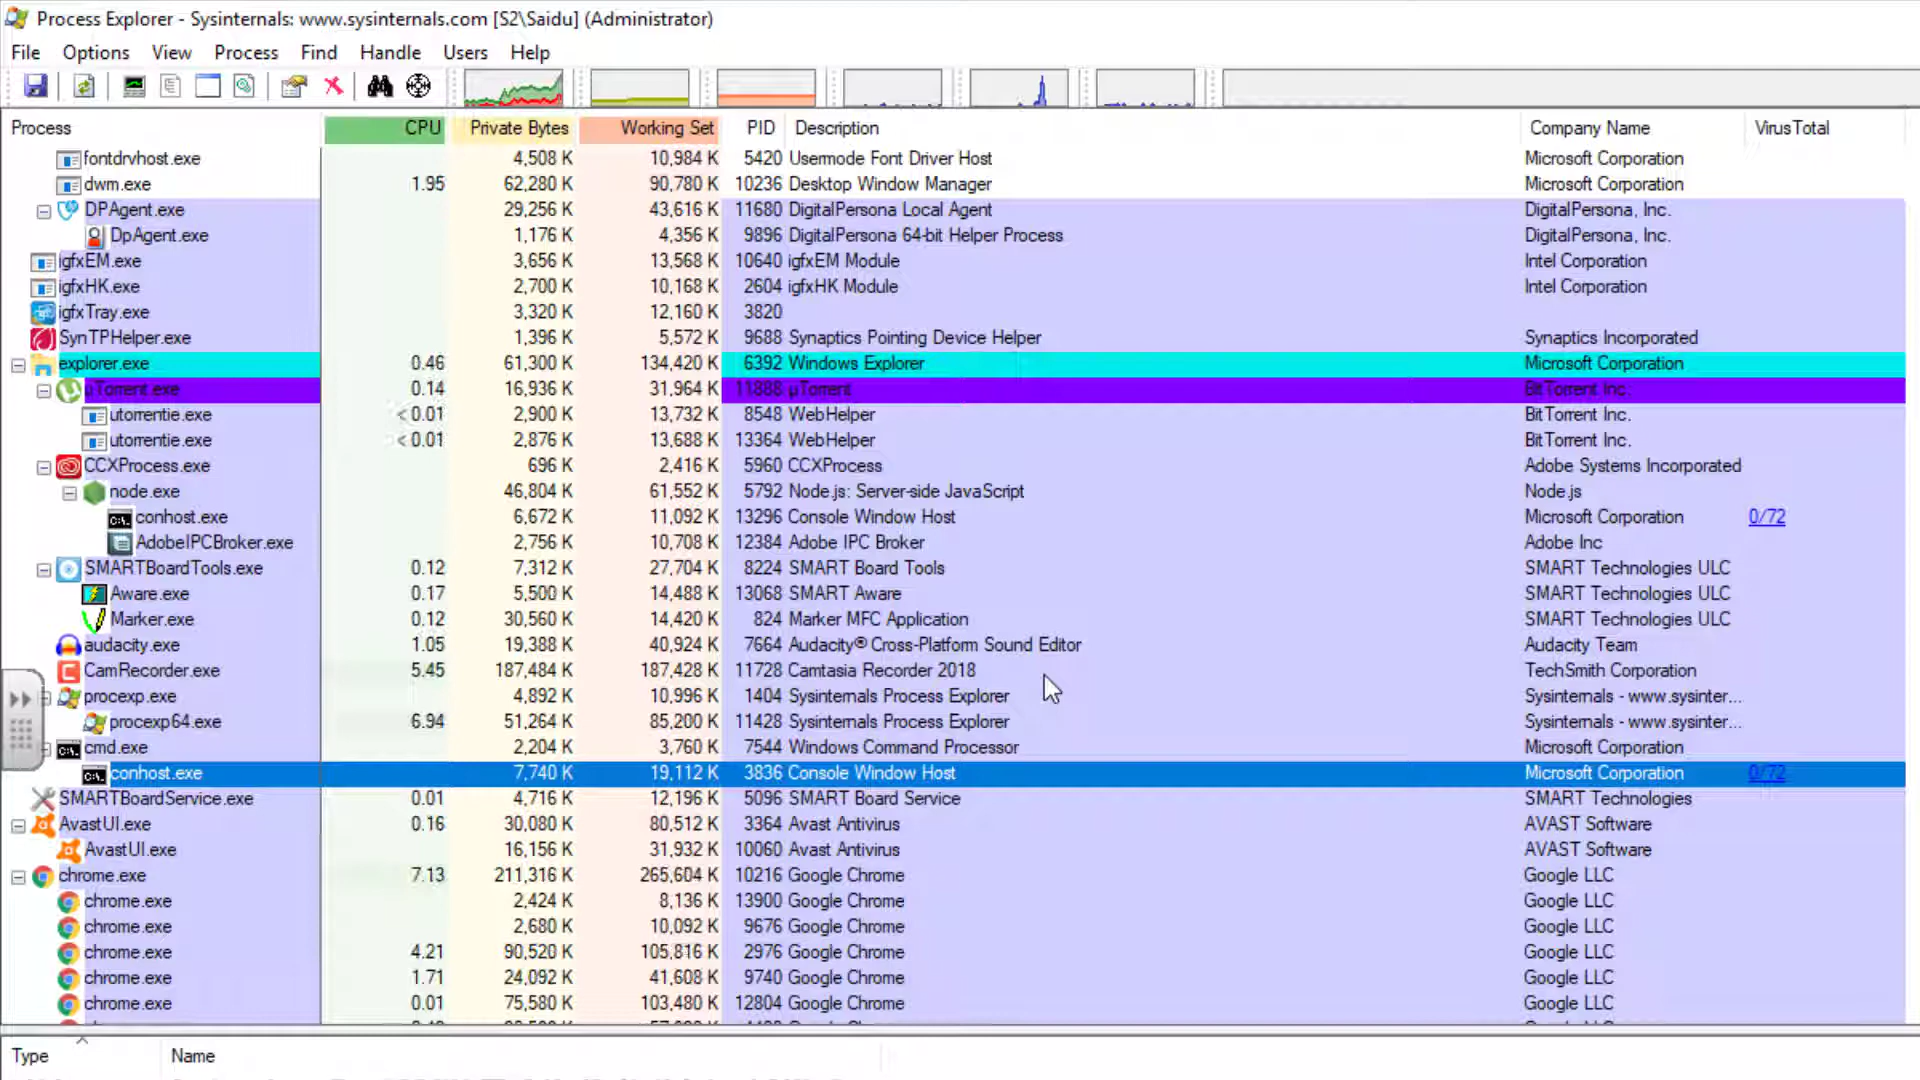 Process Explorer - Sysinternals: www.sysinternals.com [S2\Saidu] (Administrator)
File Options View Process Find Handle Users Help
Process CPU Private Bytes Working Set PID Description Company Name VirusTotal
fontdrvhost.exe 4,508 K 10,984 K 5420 Usermode Font Driver Host Microsoft Corporation
dwm.exe 1.95 62,280 K 90,780 K 10236 Desktop Window Manager Microsoft Corporation
DPAgent.exe 29,256 K 43,616 K 11680 DigitalPersona Local Agent DigitalPersona, Inc.
DpAgent.exe 1,176 K 4,356 K 9896 DigitalPersona 64-bit Helper Process DigitalPersona, Inc.
igfxEM.exe 3,656 K 13,568 K 10640 igfxEM Module Intel Corporation
igfxHK.exe 2,700 K 10,168 K 2604 igfxHK Module Intel Corporation
igfxTray.exe 3,320 K 12,160 K 3820
SynTPHelper.exe 1,396 K 5,572 K 9688 Synaptics Pointing Device Helper Synaptics Incorporated
explorer.exe 0.46 61,300 K 134,420 K 6392 Windows Explorer Microsoft Corporation
µTorrent.exe 0.14 16,936 K 31,964 K 11888 µTorrent BitTorrent Inc.
utorrentie.exe < 0.01 2,900 K 13,732 K 8548 WebHelper BitTorrent Inc.
utorrentie.exe < 0.01 2,876 K 13,688 K 13364 WebHelper BitTorrent Inc.
CCXProcess.exe 696 K 2,416 K 5960 CCXProcess Adobe Systems Incorporated
node.exe 46,804 K 61,552 K 5792 Node.js: Server-side JavaScript Node.js
conhost.exe 6,672 K 11,092 K 13296 Console Window Host Microsoft Corporation 0/72
AdobeIPCBroker.exe 2,756 K 10,708 K 12384 Adobe IPC Broker Adobe Inc
SMARTBoardTools.exe 0.12 7,312 K 27,704 K 8224 SMART Board Tools SMART Technologies ULC
Aware.exe 0.17 5,500 K 14,488 K 13068 SMART Aware SMART Technologies ULC
Marker.exe 0.12 30,560 K 14,420 K 824 Marker MFC Application SMART Technologies ULC
audacity.exe 1.05 19,388 K 40,924 K 7664 Audacity® Cross-Platform Sound Editor Audacity Team
CamRecorder.exe 5.45 187,484 K 187,428 K 11728 Camtasia Recorder 2018 TechSmith Corporation
procexp.exe 4,892 K 10,996 K 1404 Sysinternals Process Explorer Sysinternals - www.sysinter...
procexp64.exe 6.94 51,264 K 85,200 K 11428 Sysinternals Process Explorer Sysinternals - www.sysinter...
cmd.exe 2,204 K 3,760 K 7544 Windows Command Processor Microsoft Corporation
conhost.exe 7,740 K 19,112 K 3836 Console Window Host Microsoft Corporation 0/72
SMARTBoardService.exe 0.01 4,716 K 12,196 K 5096 SMART Board Service SMART Technologies
AvastUI.exe 0.16 30,080 K 80,512 K 3364 Avast Antivirus AVAST Software
AvastUI.exe 16,156 K 31,932 K 10060 Avast Antivirus AVAST Software
chrome.exe 7.13 211,316 K 265,604 K 10216 Google Chrome Google LLC
chrome.exe 2,424 K 8,136 K 13900 Google Chrome Google LLC
chrome.exe 2,680 K 10,092 K 9676 Google Chrome Google LLC
chrome.exe 4.21 90,520 K 105,816 K 2976 Google Chrome Google LLC
chrome.exe 1.71 24,092 K 41,608 K 9740 Google Chrome Google LLC
chrome.exe 0.01 75,580 K 103,480 K 12804 Google Chrome Google LLC
Type Name